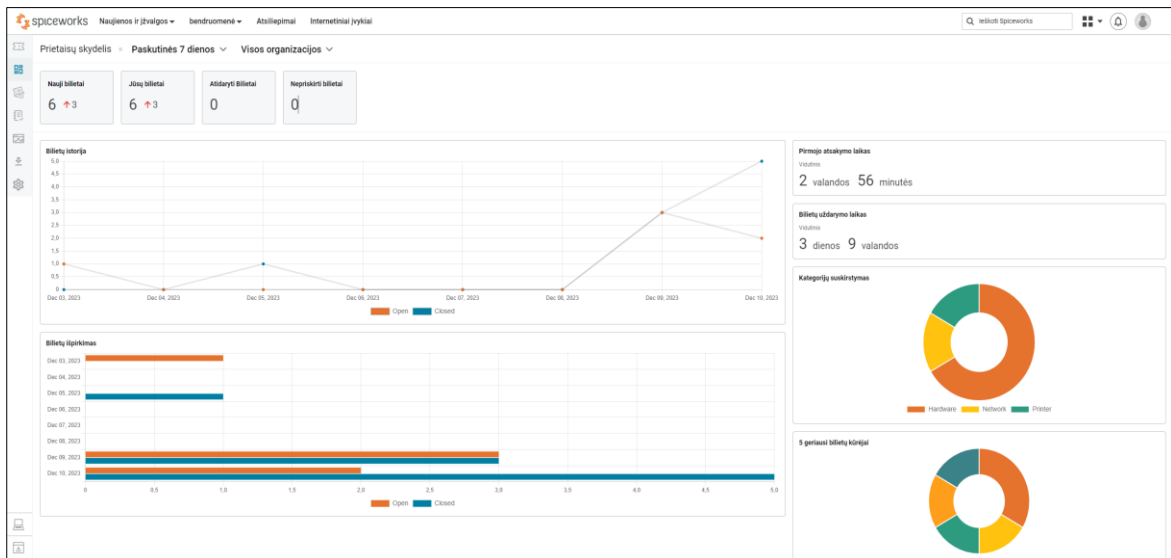 spiceworks Naujienos ir įžvalgos bendruomenė Atsiliepimai Internetiniai įvykiai Ieškoti Spiceworks
Prietaisų skydelis Paskutinės 7 dienos Visos organizacijos
Nauji bilietai Jūsų bilietai Atidaryti Bilietai Nepriskirti bilietai
6 ↑3 6 ↑3 0 0
Bilietų istorija
5,0
4,5
4,0
3,5
3,0
2,5
2,0
1,5
1,0
0,5
0
Dec 03, 2023 Dec 04, 2023 Dec 05, 2023 Dec 06, 2023 Dec 07, 2023 Dec 08, 2023 Dec 09, 2023 Dec 10, 2023
Open Closed
Bilietų išpirkimas
Dec 03, 2023
Dec 04, 2023
Dec 05, 2023
Dec 06, 2023
Dec 07, 2023
Dec 08, 2023
Dec 09, 2023
Dec 10, 2023
0 0,5 1,0 1,5 2,0 2,5 3,0 3,5 4,0 4,5 5,0
Open Closed
Pirmojo atsakymo laikas
Vidutinis
2 valandos 56 minutės
Bilietų uždarymo laikas
Vidutinis
3 dienos 9 valandos
Kategorijų suskirstymas
Hardware Network Printer
5 geriausi bilietų kūrėjai